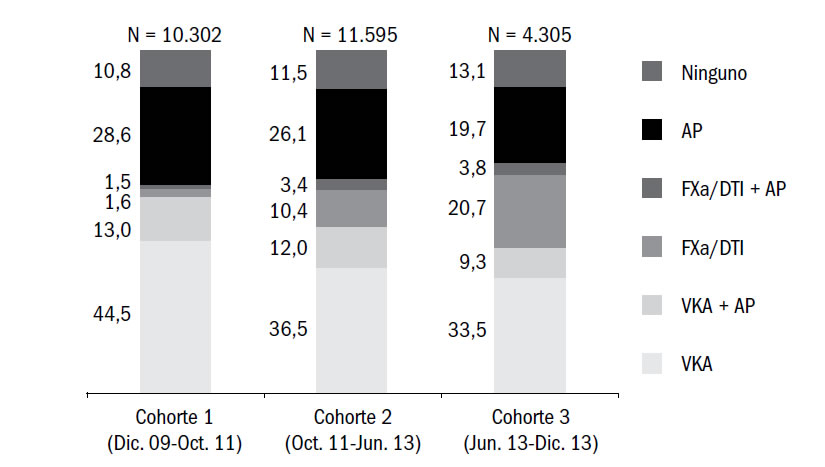 N = 10.302
N = 11.595
N = 4.305
10,8
28,6
1,5
1,6
13,0
44,5
11,5
26,1
3,4
10,4
12,0
36,5
13,1
19,7
3,8
20,7
9,3
33,5
Ninguno
AP
FXa/DTI + AP
FXa/DTI
VKA + AP
VKA
Cohorte 1
(Dic. 09-Oct. 11)
Cohorte 2
(Oct. 11-Jun. 13)
Cohorte 3
(Jun. 13-Dic. 13)